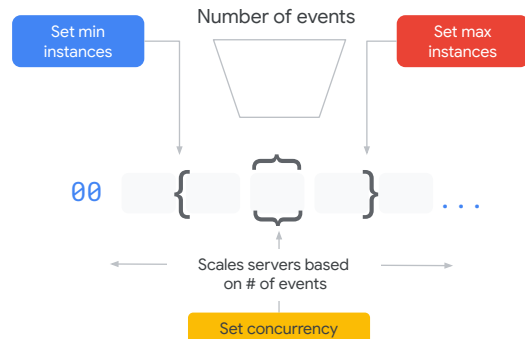 Number of events
Set min
instances
Set max
instances
00
...
Scales servers based
on # of events
Set concurrency